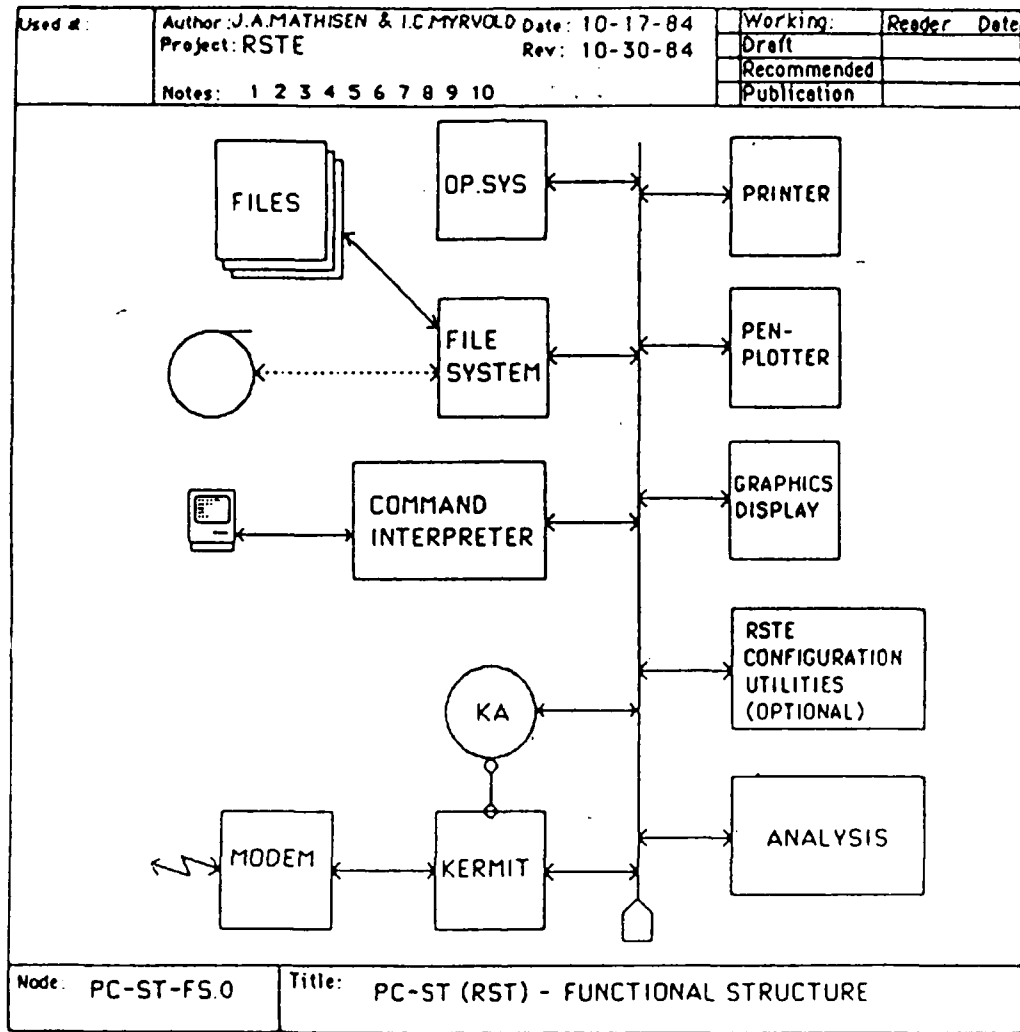 Used at:
Author: J.A.MATHISEN & I.C.MYRVOLD Date: 10-17-84
Project: RSTE Rev: 10-30-84
Notes: 1 2 3 4 5 6 7 8 9 10
Working: Reader Date
Draft
Recommended
Publication
FILES
OP.SYS
PRINTER
FILE
SYSTEM
PEN-
PLOTTER
COMMAND
INTERPRETER
GRAPHICS
DISPLAY
RSTE
CONFIGURATION
UTILITIES
(OPTIONAL)
KA
MODEM
KERMIT
ANALYSIS
Node: PC-ST-FS.0
Title: PC-ST (RST) - FUNCTIONAL STRUCTURE